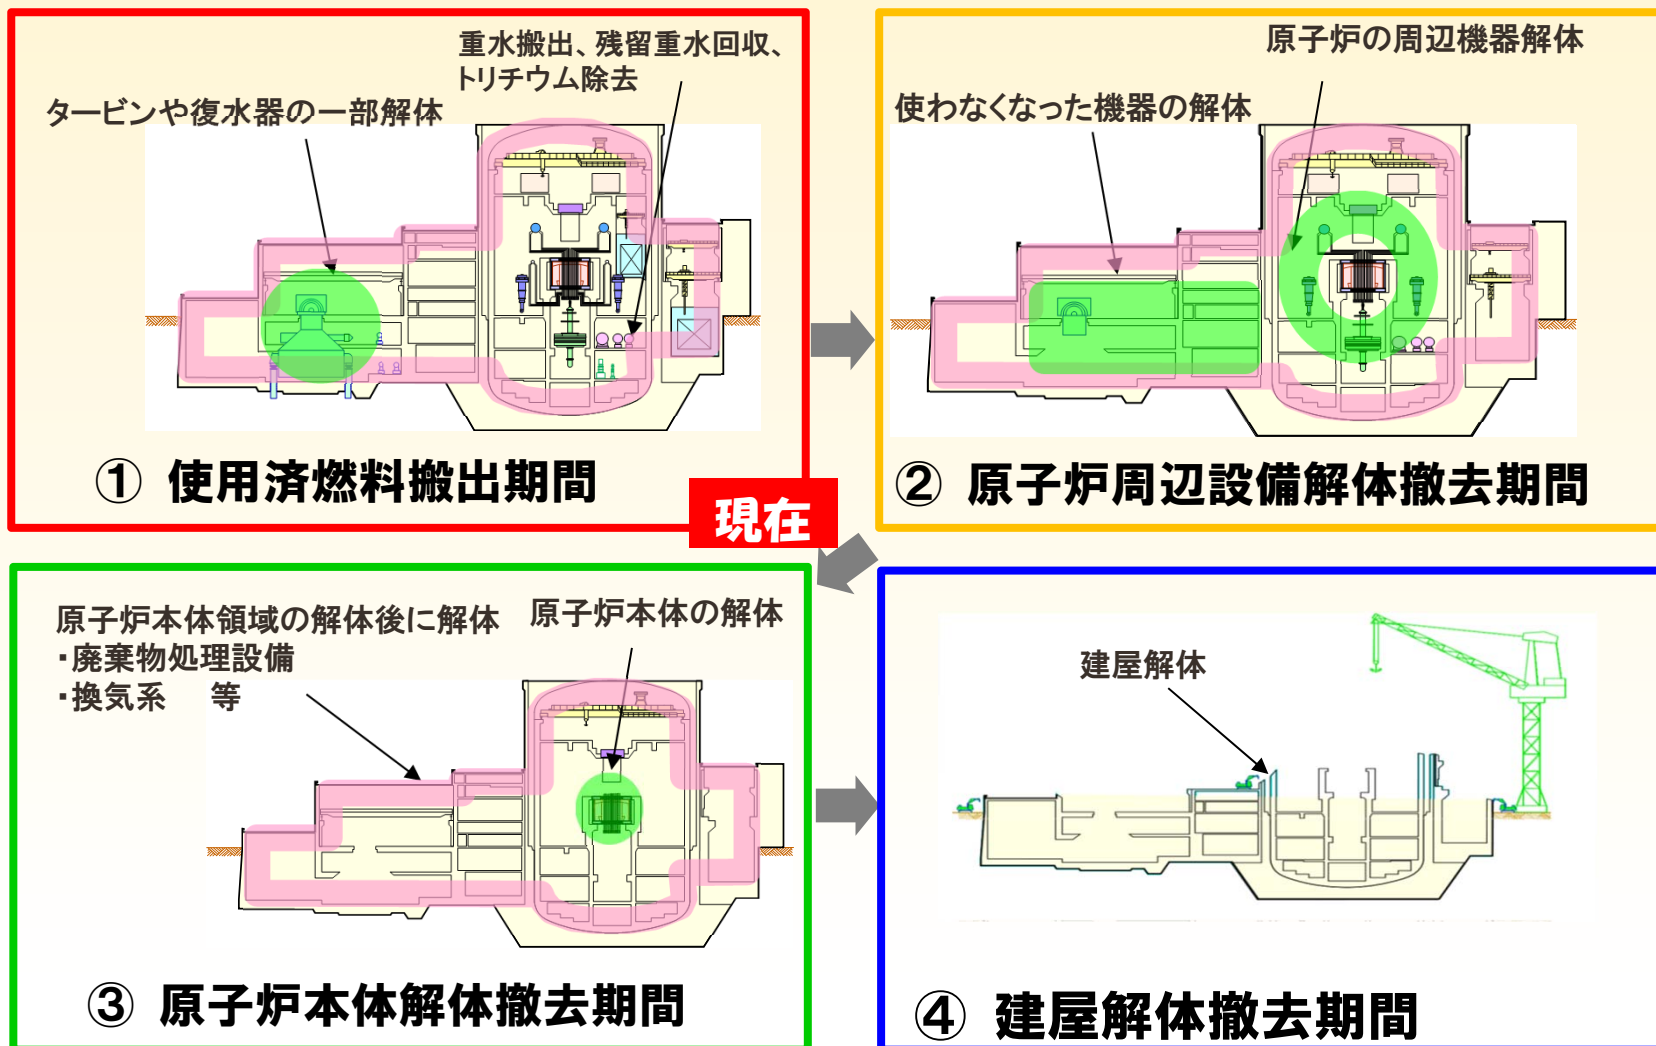 重水搬出、残留重水回収、
トリチウム除去
タービンや復水器の一部解体
① 使用済燃料搬出期間
現在
原子炉の周辺機器解体
使わなくなった機器の解体
② 原子炉周辺設備解体撤去期間
原子炉本体領域の解体後に解体
・廃棄物処理設備
・換気系　等
原子炉本体の解体
③ 原子炉本体解体撤去期間
建屋解体
④ 建屋解体撤去期間